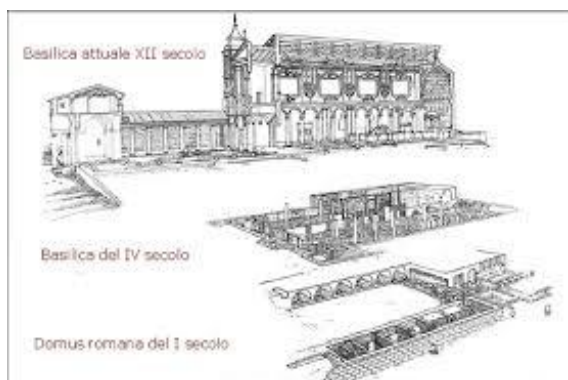 Basilica attuale XII secolo
Basilica del IV secolo
Domus romana del I secolo